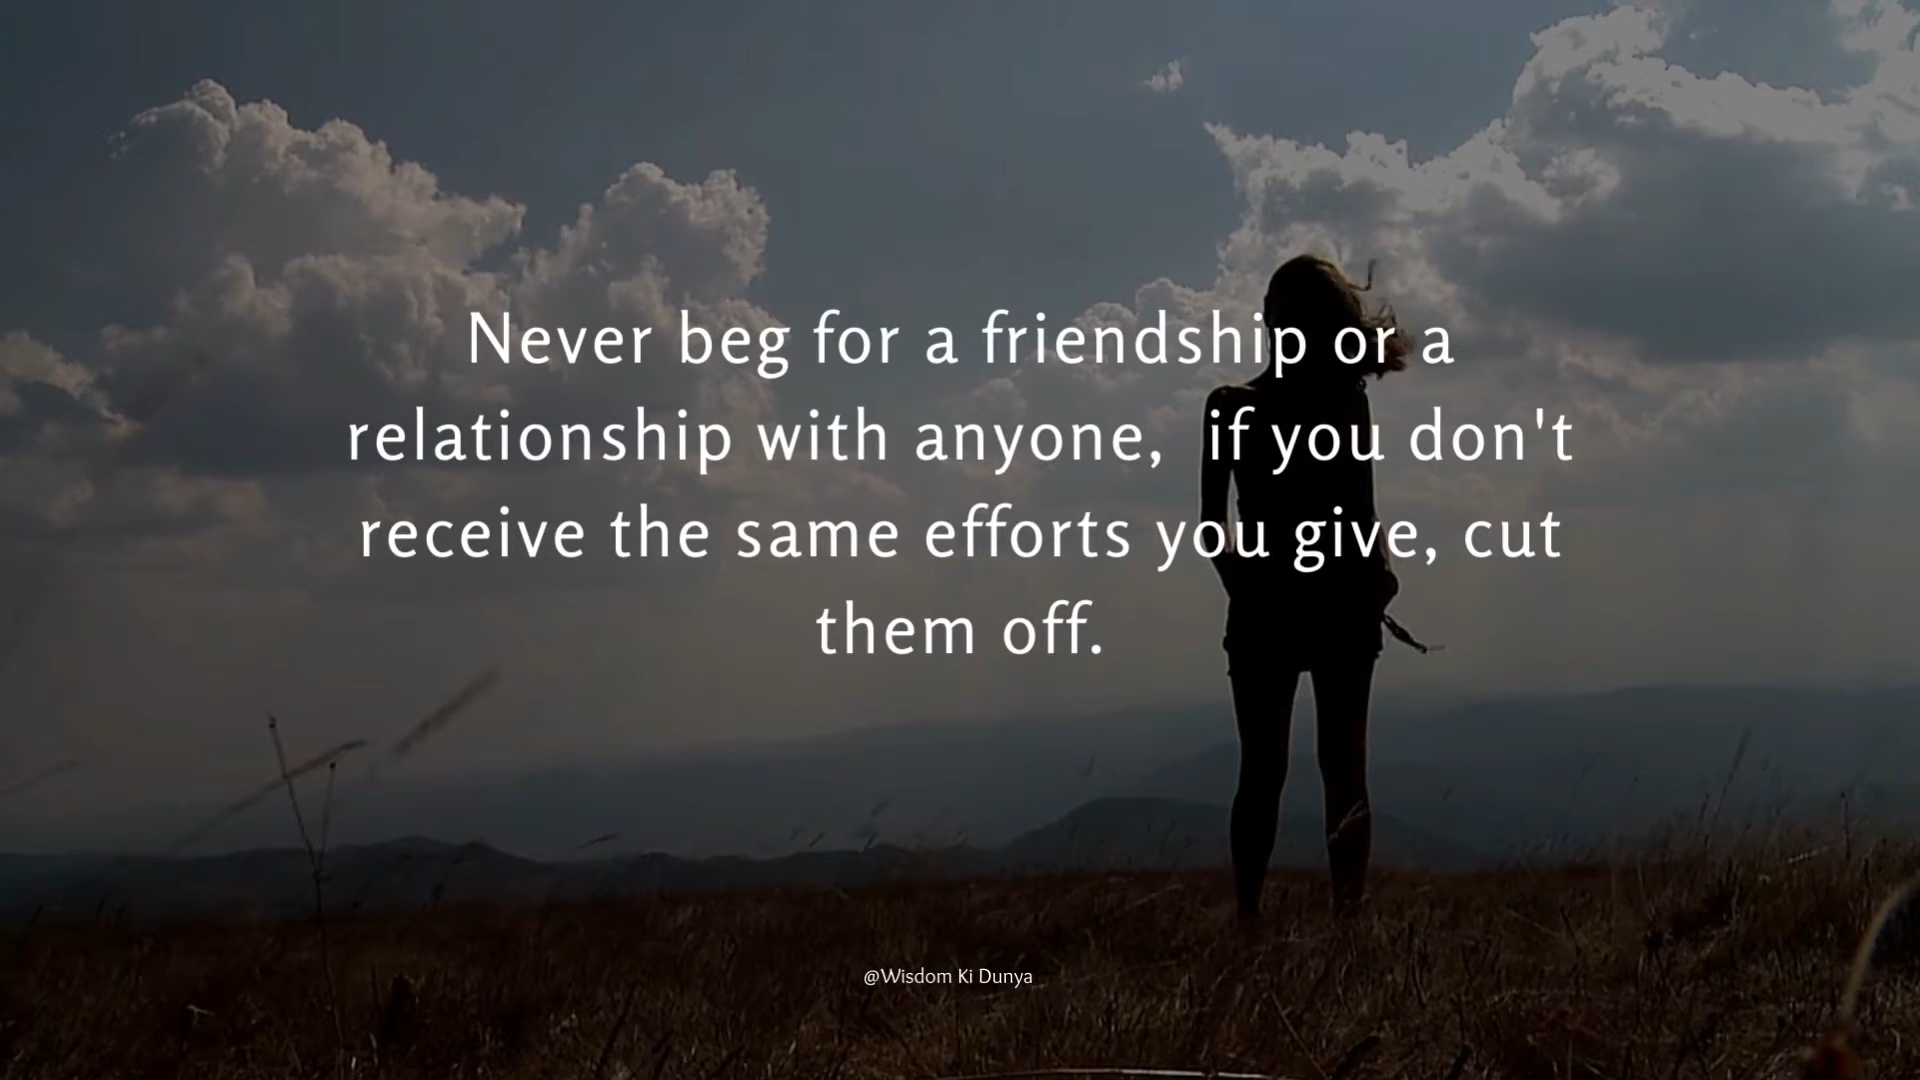 Never beg for a friendship or a
relationship with anyone,  if you don't
receive the same efforts you give, cut
them off.
@Wisdom Ki Dunya